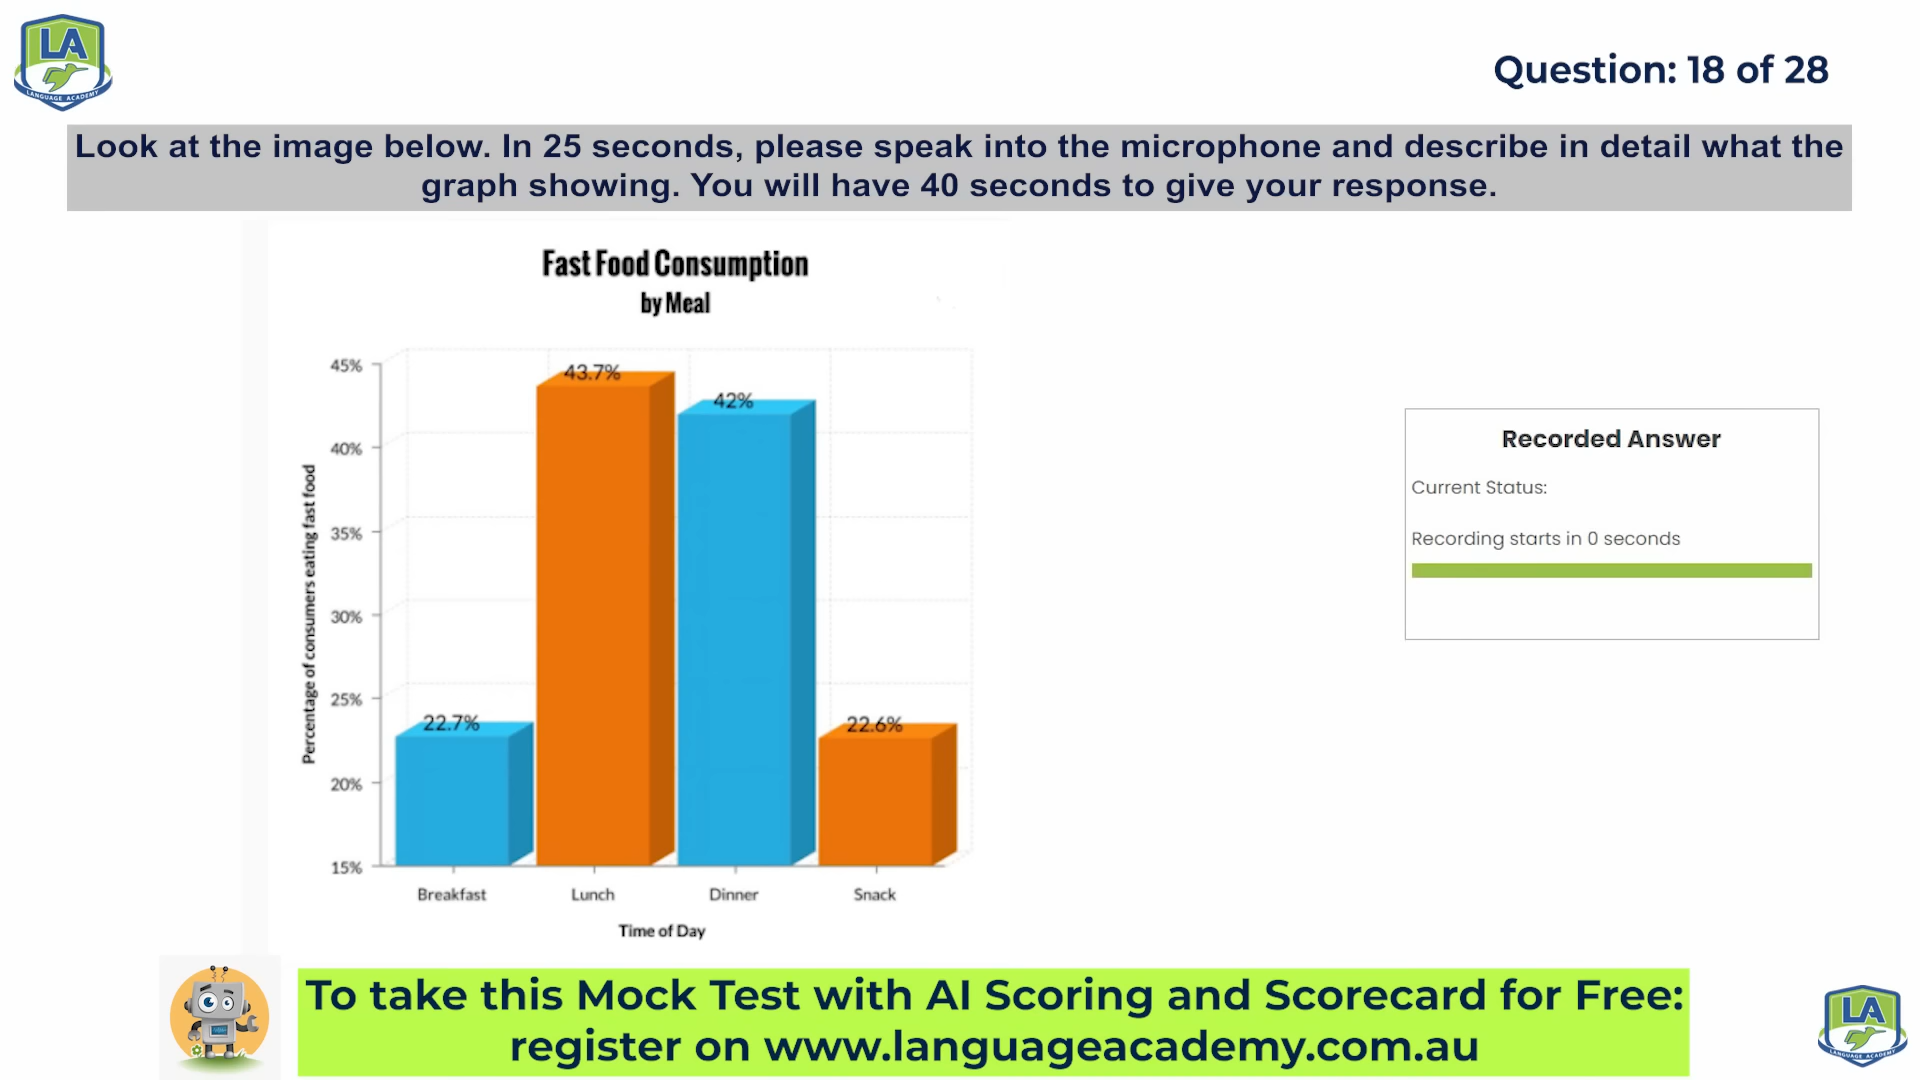 LA
LANGUAGE ACADEMY
Question: 18 of 28
Look at the image below. In 25 seconds, please speak into the microphone and describe in detail what the
graph showing. You will have 40 seconds to give your response.
Fast Food Consumption
by Meal
Percentage of consumers eating fast food
45%
40%
35%
30%
25%
20%
15%
22.7%
43.7%
42%
22.6%
Breakfast
Lunch
Dinner
Snack
Time of Day
Recorded Answer
Current Status:
Recording starts in 0 seconds
To take this Mock Test with AI Scoring and Scorecard for Free:
register on www.languageacademy.com.au
LA
LANGUAGE ACADEMY